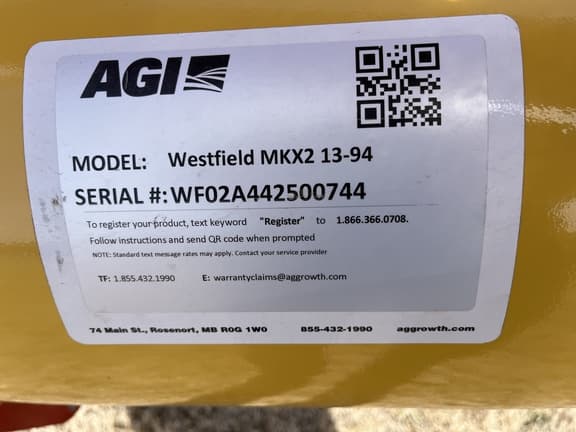 AGI
MODEL: Westfield MKX2 13-94
SERIAL #: WF02A442500744
To register your product, text keyword "Register" to 1.866.366.0708.
Follow instructions and send QR code when prompted
NOTE: Standard text message rates may apply. Contact your service provider
TF: 1.855.432.1990 E: warrantyclaims@aggrowth.com
74 Main St., Rosenort, MB R0G 1W0 855-432-1990 aggrowth.com